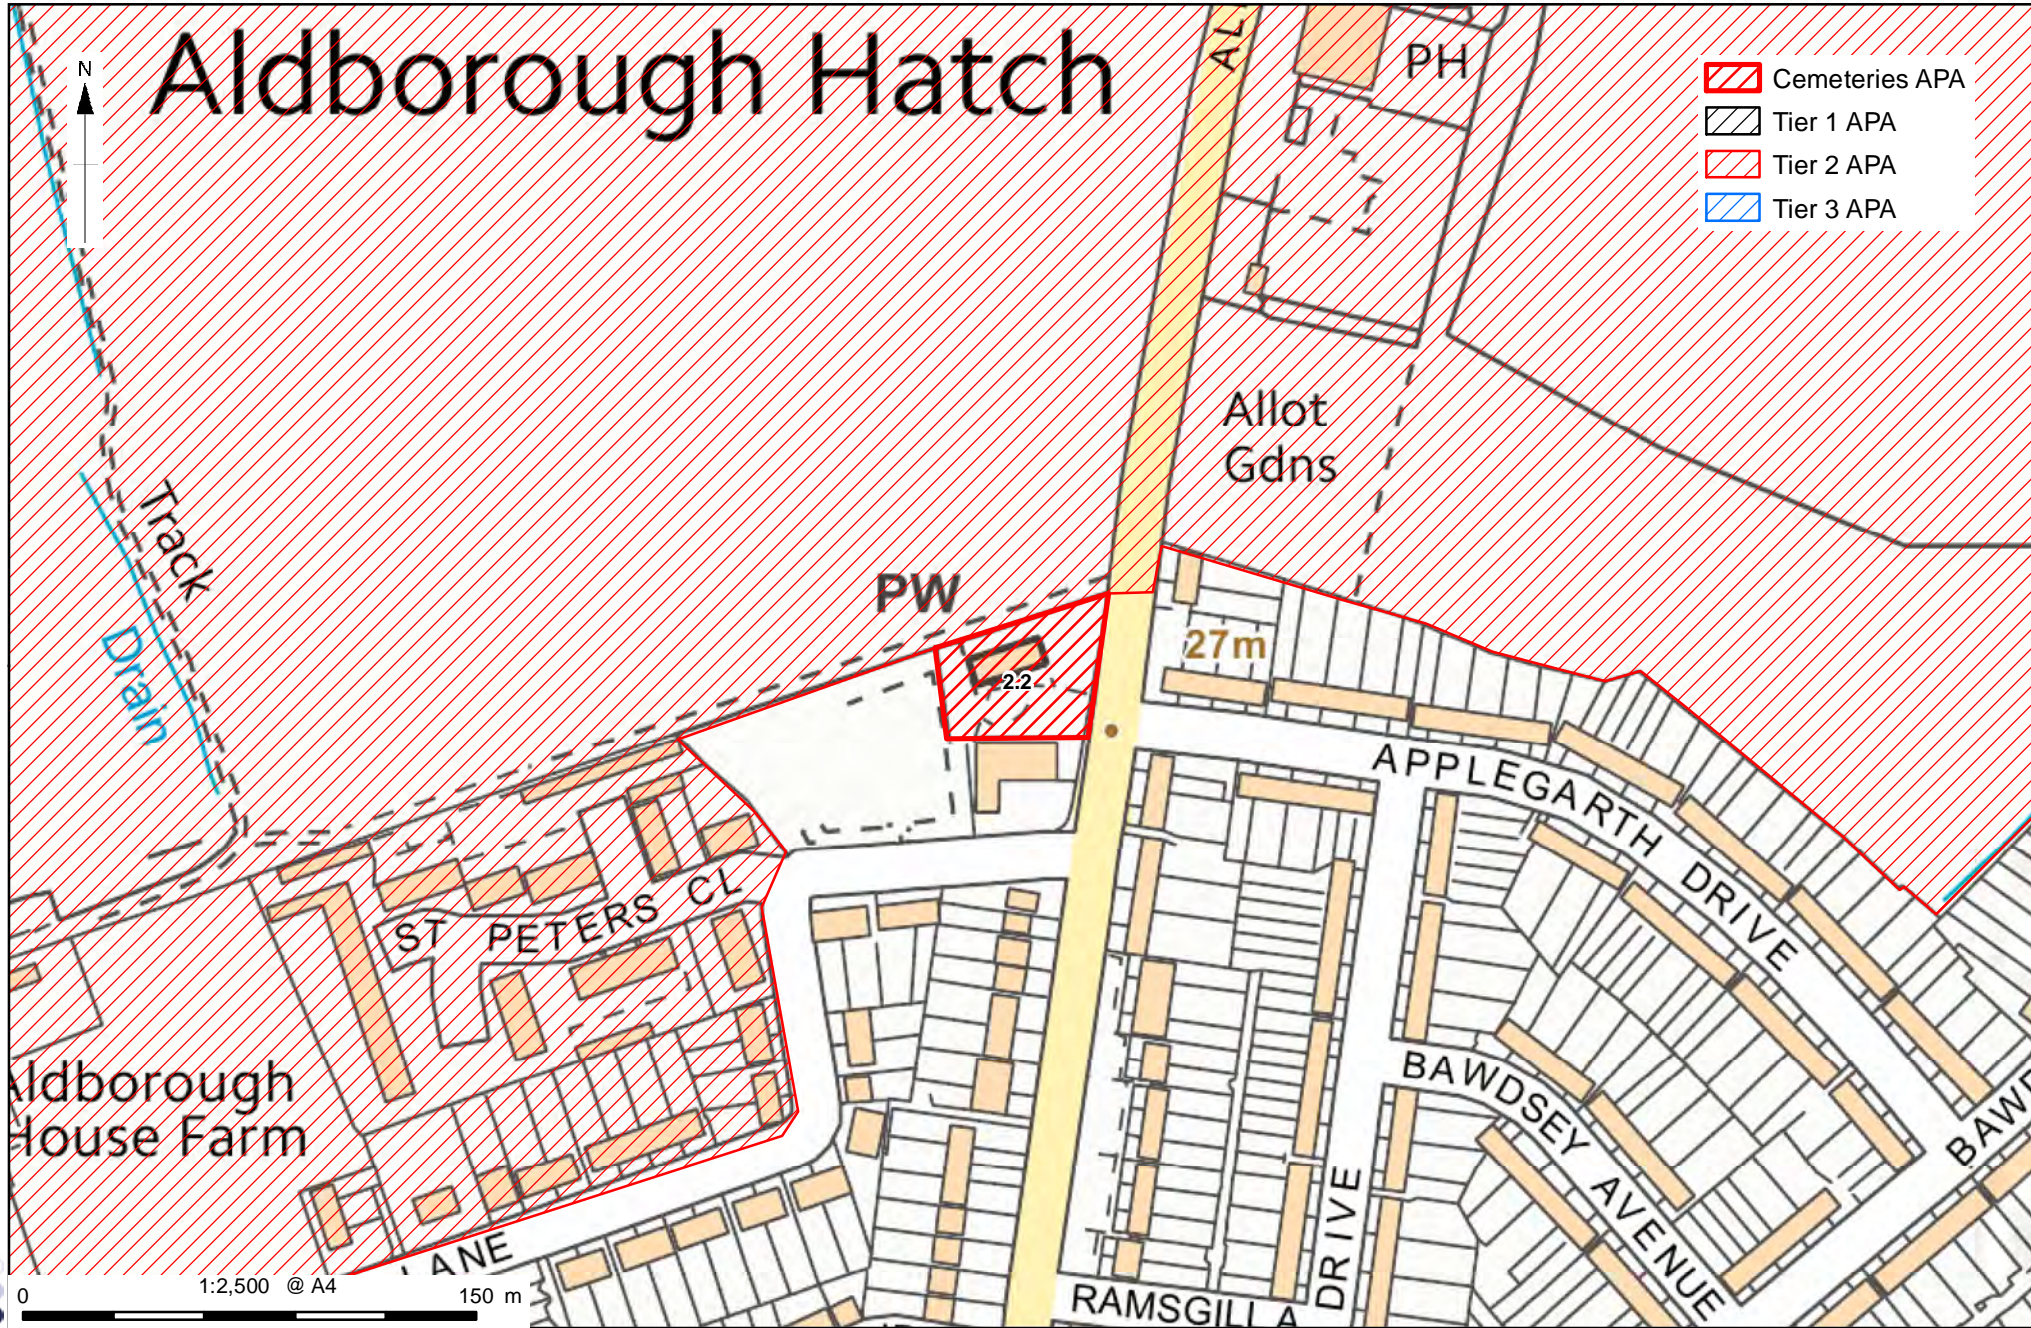 Aldborough Hatch
N
PH
Cemeteries APA
Tier 1 APA
Tier 2 APA
Tier 3 APA
Allot
Gdns
Track
Drain
PW
27m
2.2
APPLEGARTH DRIVE
ST PETERS CL
Aldborough
House Farm
BAWDSEY AVENUE
LANE
DRIVE
0 1:2,500 @ A4 150 m